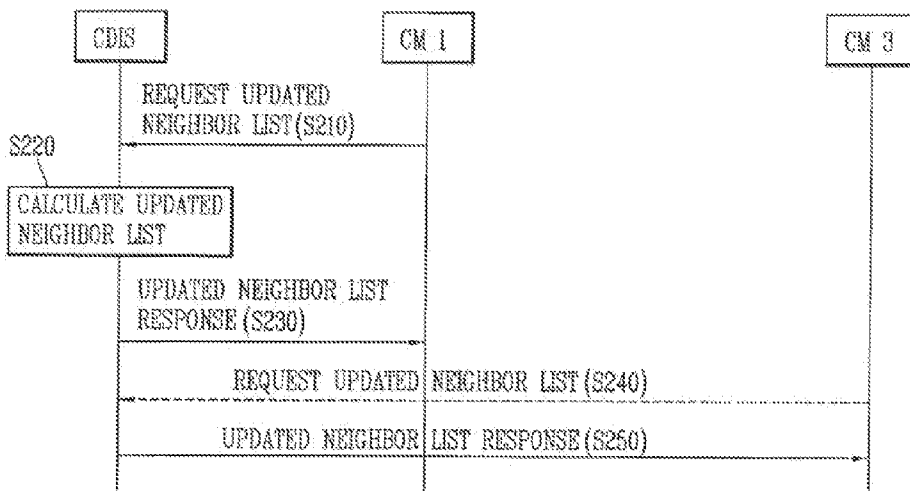 CDIS
CM 1
CM 3
REQUEST UPDATED
NEIGHBOR LIST(S210)
S220
CALCULATE UPDATED
NEIGHBOR LIST
UPDATED NEIGHBOR LIST
RESPONSE(S230)
REQUEST UPDATED NEIGHBOR LIST(S240)
UPDATED NEIGHBOR LIST RESPONSE(S250)